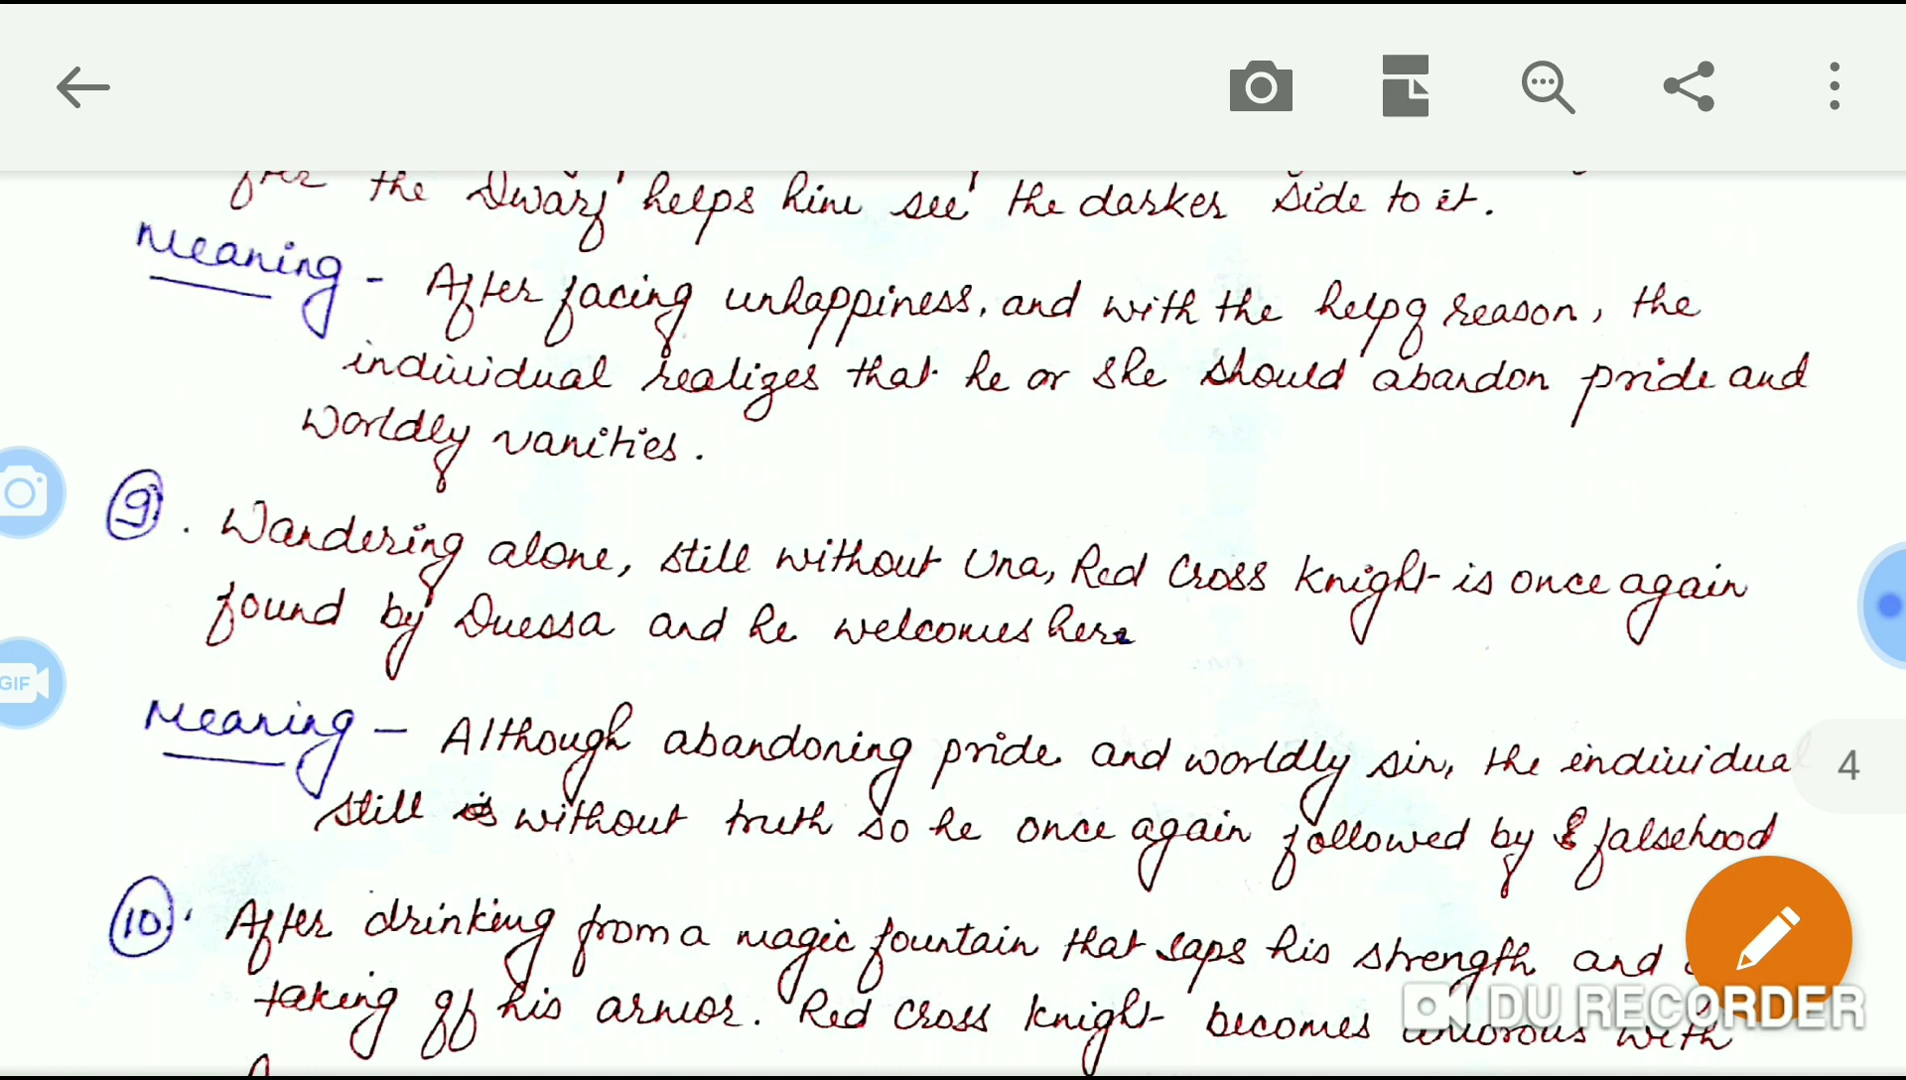 the Dwarf helps him see the darker side to it.
Meaning - After facing unhappiness, and with the help of reason, the
individual realizes that he or she should abandon pride and
worldly vanities.
9. Wandering alone, still without Una, Red Cross Knight is once again
found by Duessa and he welcomes her
Meaning - Although abandoning pride and worldly sin, the individual
4
still is without truth so he once again followed by falsehood
GIF
10. After drinking from a magic fountain that saps his strength and
taking off his armor. Red Cross Knight becomes amorous with
DU RECORDER